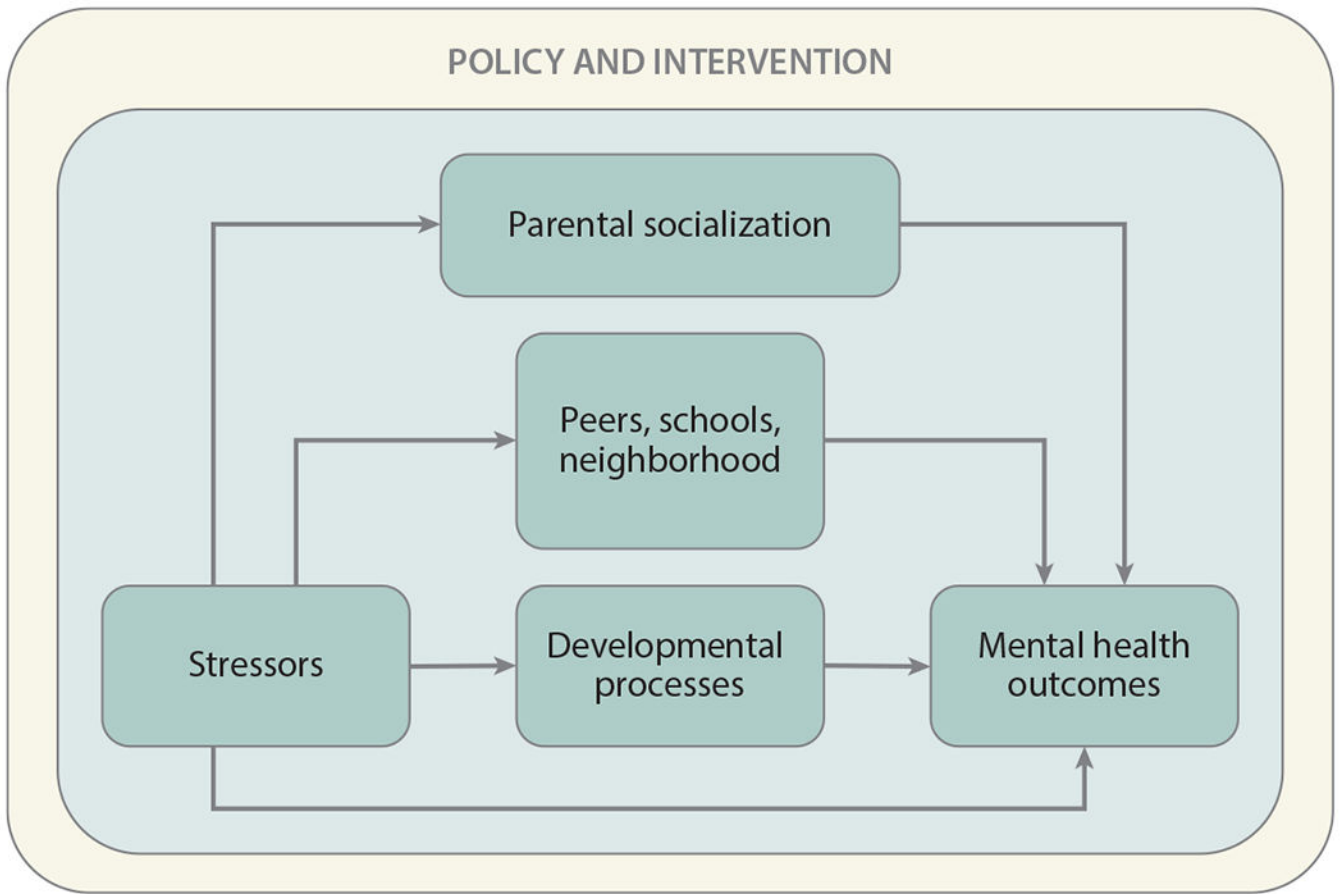 POLICY AND INTERVENTION
Parental socialization
Peers, schools,
neighborhood
Stressors
Developmental
processes
Mental health
outcomes